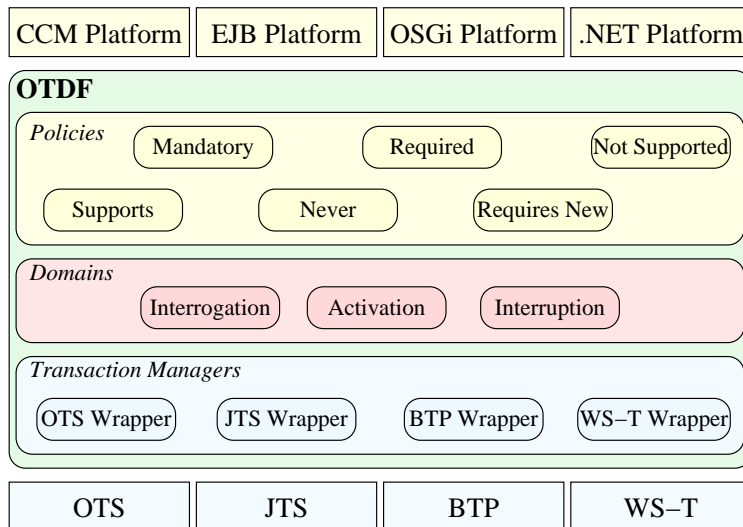 CCM Platform EJB Platform OSGi Platform .NET Platform
OTDF
Policies
Mandatory Required Not Supported
Supports Never Requires New
Domains
Interrogation Activation Interruption
Transaction Managers
OTS Wrapper JTS Wrapper BTP Wrapper WS−T Wrapper
OTS JTS BTP WS−T